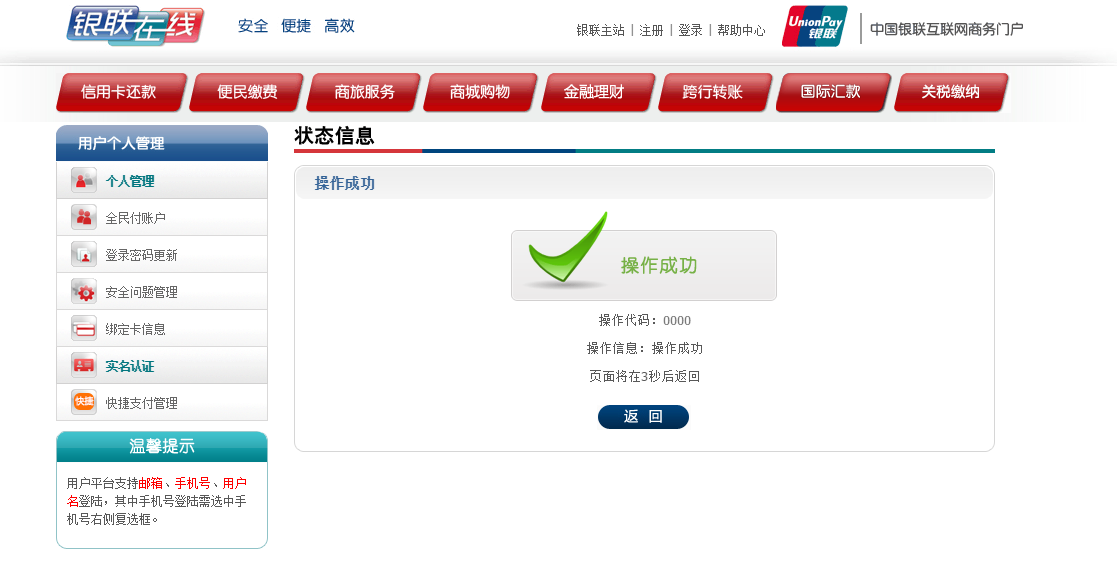 银联在线
安全 便捷 高效
银联主站 | 注册 | 登录 | 帮助中心
UnionPay
银联
中国银联互联网商务门户
信用卡还款 便民缴费 商旅服务 商城购物 金融理财 跨行转账 国际汇款 关税缴纳
用户个人管理
个人管理
全民付账户
登录密码更新
安全问题管理
绑定卡信息
实名认证
快捷 快捷支付管理
温馨提示
用户平台支持邮箱、手机号、用户
名登陆，其中手机号登陆需选中手
机号右侧复选框。
状态信息
操作成功
操作成功
操作代码：0000
操作信息：操作成功
页面将在3秒后返回
返 回